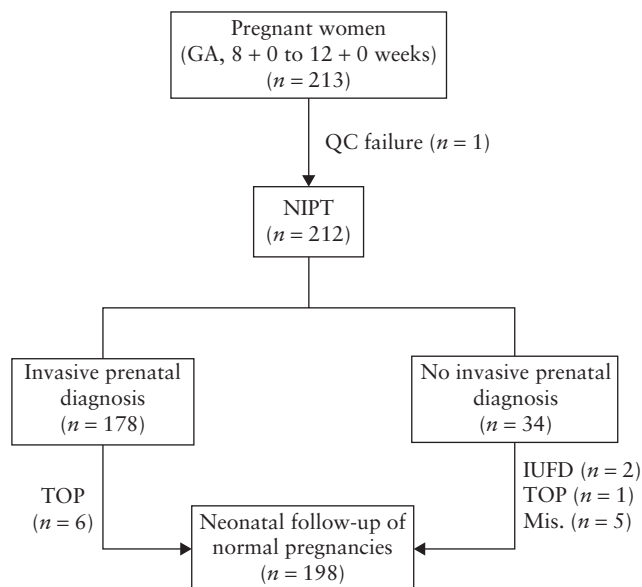 Pregnant women
(GA, 8 + 0 to 12 + 0 weeks)
(n = 213)
QC failure (n = 1)
NIPT
(n = 212)
Invasive prenatal
diagnosis
(n = 178)
No invasive prenatal
diagnosis
(n = 34)
TOP
(n = 6)
IUFD (n = 2)
TOP (n = 1)
Mis. (n = 5)
Neonatal follow-up of
normal pregnancies
(n = 198)